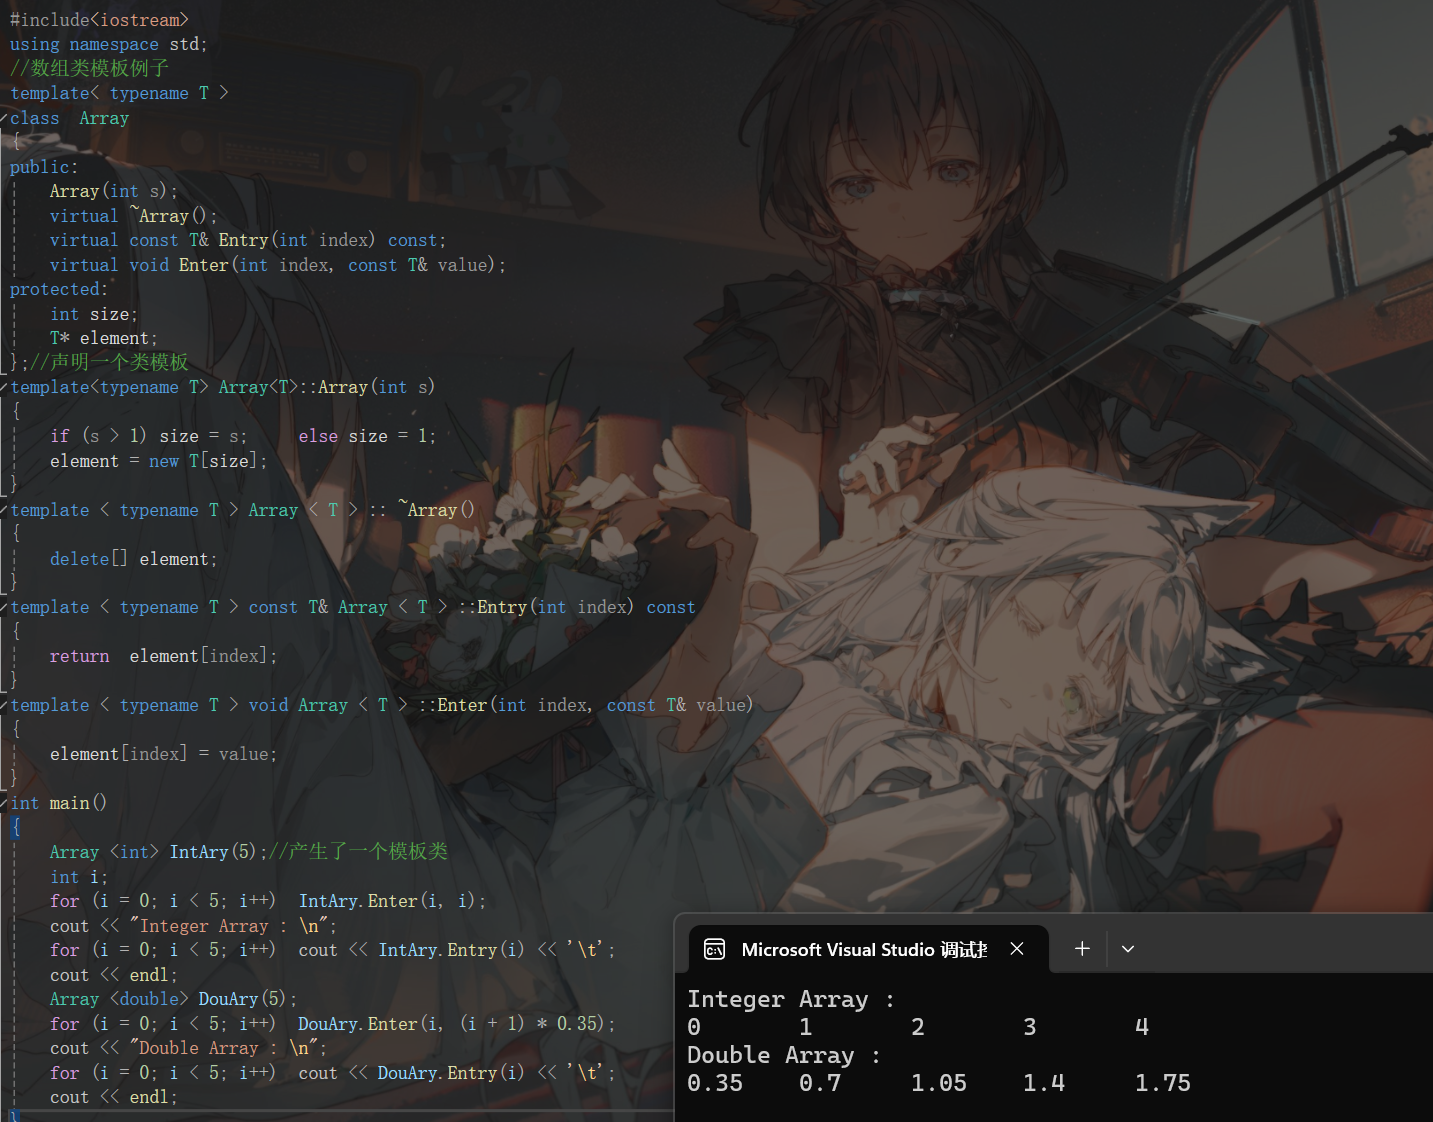 #include<iostream>
using namespace std;
//数组类模板例子
template< typename T >
class  Array
{
public:
    Array(int s);
    virtual ~Array();
    virtual const T& Entry(int index) const;
    virtual void Enter(int index, const T& value);
protected:
    int size;
    T* element;
};//声明一个类模板
template<typename T> Array<T>::Array(int s)
{
    if (s > 1) size = s;     else size = 1;
    element = new T[size];
}
template < typename T > Array < T > :: ~Array()
{
    delete[] element;
}
template < typename T > const T& Array < T > ::Entry(int index) const
{
    return  element[index];
}
template < typename T > void Array < T > ::Enter(int index, const T& value)
{
    element[index] = value;
}
int main()
{
    Array <int> IntAry(5);//产生了一个模板类
    int i;
    for (i = 0; i < 5; i++)  IntAry.Enter(i, i);
    cout << "Integer Array : \n";
    for (i = 0; i < 5; i++)  cout << IntAry.Entry(i) << '\t';
    cout << endl;
    Array <double> DouAry(5);
    for (i = 0; i < 5; i++)  DouAry.Enter(i, (i + 1) * 0.35);
    cout << "Double Array : \n";
    for (i = 0; i < 5; i++)  cout << DouAry.Entry(i) << '\t';
    cout << endl;
}
Microsoft Visual Studio 调试
Integer Array :
0       1       2       3       4
Double Array :
0.35    0.7     1.05    1.4     1.75